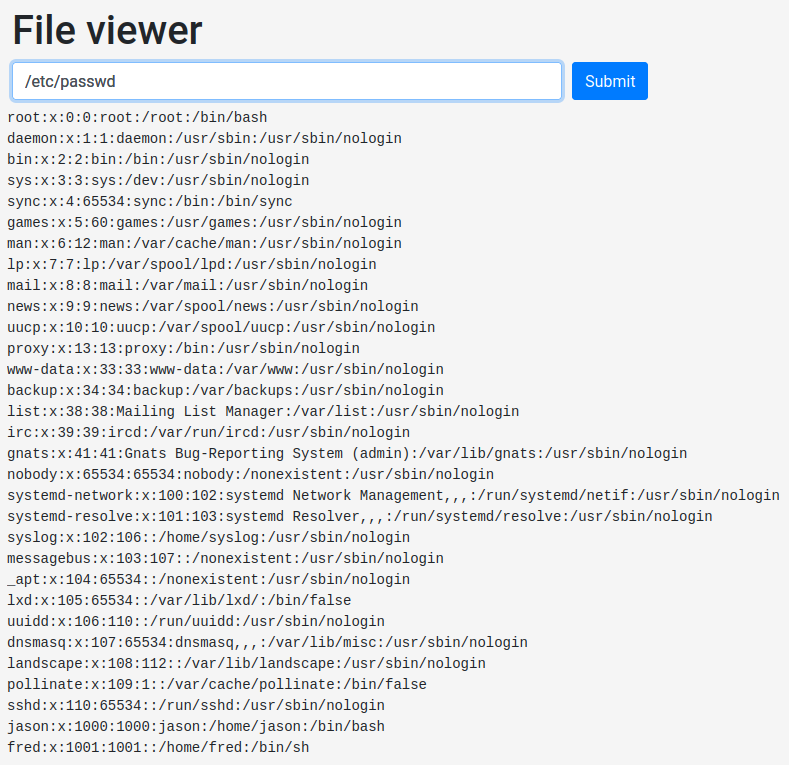 File viewer
/etc/passwd
Submit
root:x:0:0:root:/root:/bin/bash
daemon:x:1:1:daemon:/usr/sbin:/usr/sbin/nologin
bin:x:2:2:bin:/bin:/usr/sbin/nologin
sys:x:3:3:sys:/dev:/usr/sbin/nologin
sync:x:4:65534:sync:/bin:/bin/sync
games:x:5:60:games:/usr/games:/usr/sbin/nologin
man:x:6:12:man:/var/cache/man:/usr/sbin/nologin
lp:x:7:7:lp:/var/spool/lpd:/usr/sbin/nologin
mail:x:8:8:mail:/var/mail:/usr/sbin/nologin
news:x:9:9:news:/var/spool/news:/usr/sbin/nologin
uucp:x:10:10:uucp:/var/spool/uucp:/usr/sbin/nologin
proxy:x:13:13:proxy:/bin:/usr/sbin/nologin
www-data:x:33:33:www-data:/var/www:/usr/sbin/nologin
backup:x:34:34:backup:/var/backups:/usr/sbin/nologin
list:x:38:38:Mailing List Manager:/var/list:/usr/sbin/nologin
irc:x:39:39:ircd:/var/run/ircd:/usr/sbin/nologin
gnats:x:41:41:Gnats Bug-Reporting System (admin):/var/lib/gnats:/usr/sbin/nologin
nobody:x:65534:65534:nobody:/nonexistent:/usr/sbin/nologin
systemd-network:x:100:102:systemd Network Management,,,:/run/systemd/netif:/usr/sbin/nologin
systemd-resolve:x:101:103:systemd Resolver,,,:/run/systemd/resolve:/usr/sbin/nologin
syslog:x:102:106::/home/syslog:/usr/sbin/nologin
messagebus:x:103:107::/nonexistent:/usr/sbin/nologin
_apt:x:104:65534::/nonexistent:/usr/sbin/nologin
lxd:x:105:65534::/var/lib/lxd/:/bin/false
uuidd:x:106:110::/run/uuidd:/usr/sbin/nologin
dnsmasq:x:107:65534:dnsmasq,,,:/var/lib/misc:/usr/sbin/nologin
landscape:x:108:112::/var/lib/landscape:/usr/sbin/nologin
pollinate:x:109:1::/var/cache/pollinate:/bin/false
sshd:x:110:65534::/run/sshd:/usr/sbin/nologin
jason:x:1000:1000:jason:/home/jason:/bin/bash
fred:x:1001:1001::/home/fred:/bin/sh